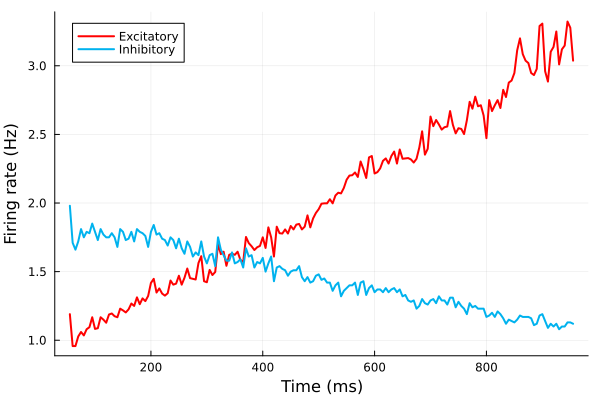 Excitatory
Inhibitory
Firing rate (Hz)
3.0
2.5
2.0
1.5
1.0
200 400 600 800
Time (ms)